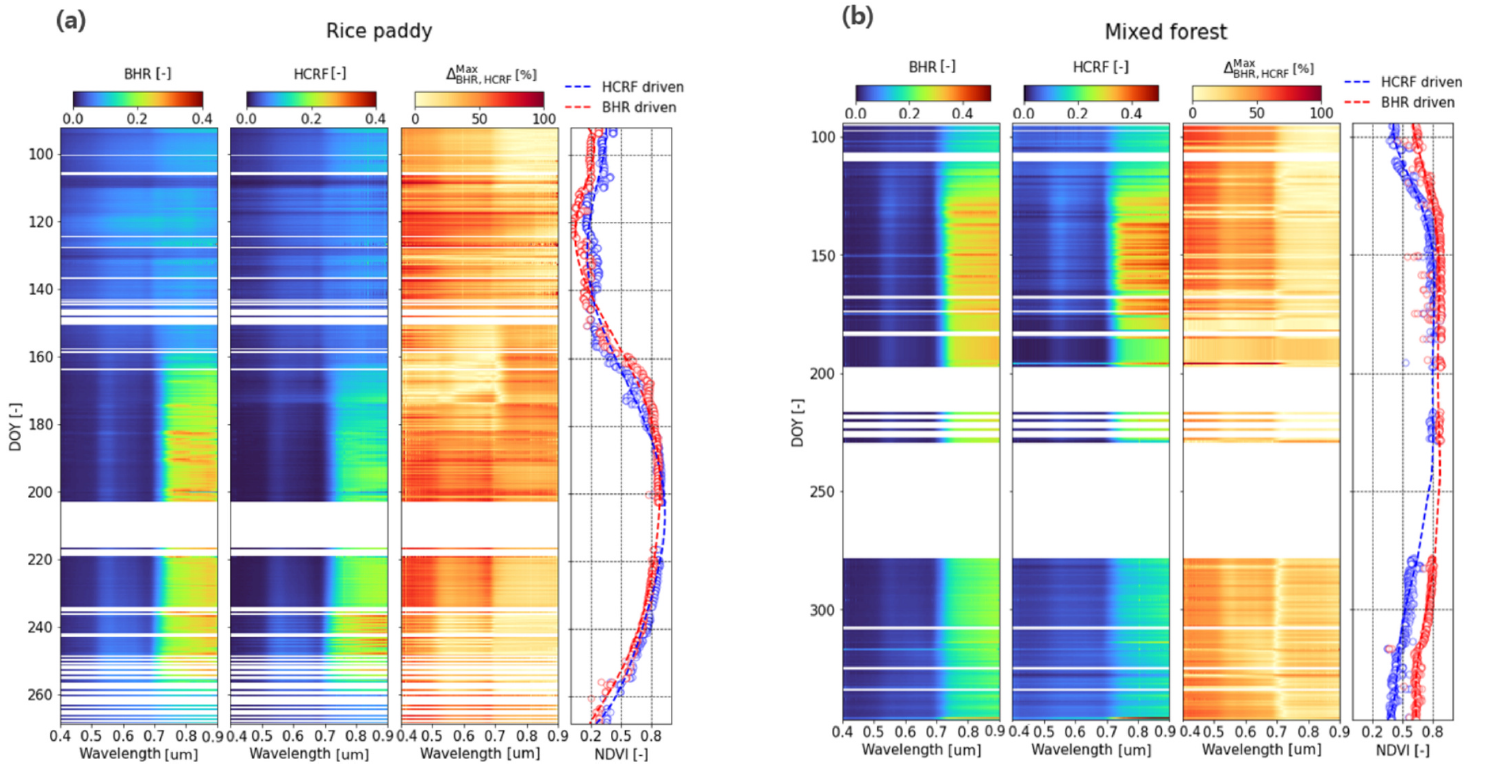 (a)
Rice paddy
BHR [-]
HCRF [-]
Δ Max BHR, HCRF [%]
HCRF driven
BHR driven
0.0 0.2 0.4
0.0 0.2 0.4
0 50 100
DOY [-]
100
120
140
160
180
200
220
240
260
0.4 0.5 0.6 0.7 0.8 0.9
0.4 0.5 0.6 0.7 0.8 0.9
0.4 0.5 0.6 0.7 0.8 0.9
0.2 0.5 0.8
Wavelength [um]
Wavelength [um]
Wavelength [um]
NDVI [-]
(b)
Mixed forest
BHR [-]
HCRF [-]
Δ Max BHR, HCRF [%]
HCRF driven
BHR driven
0.0 0.2 0.4
0.0 0.2 0.4
0 50 100
DOY [-]
100
150
200
250
300
0.4 0.5 0.6 0.7 0.8 0.9
0.4 0.5 0.6 0.7 0.8 0.9
0.4 0.5 0.6 0.7 0.8 0.9
0.2 0.5 0.8
Wavelength [um]
Wavelength [um]
Wavelength [um]
NDVI [-]